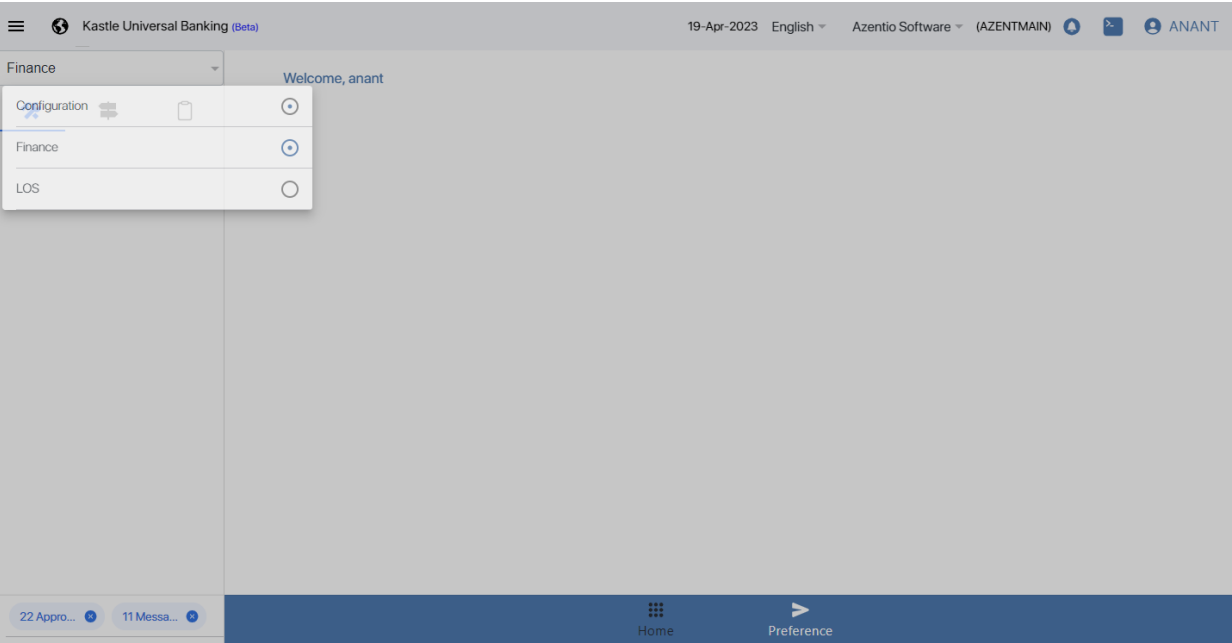 Kastle Universal Banking (Beta)
19-Apr-2023 English Azentio Software (AZENTMAIN) ANANT
Finance
Welcome, anant
Configuration
Finance
LOS
22 Appro... 11 Messa...
Home Preference